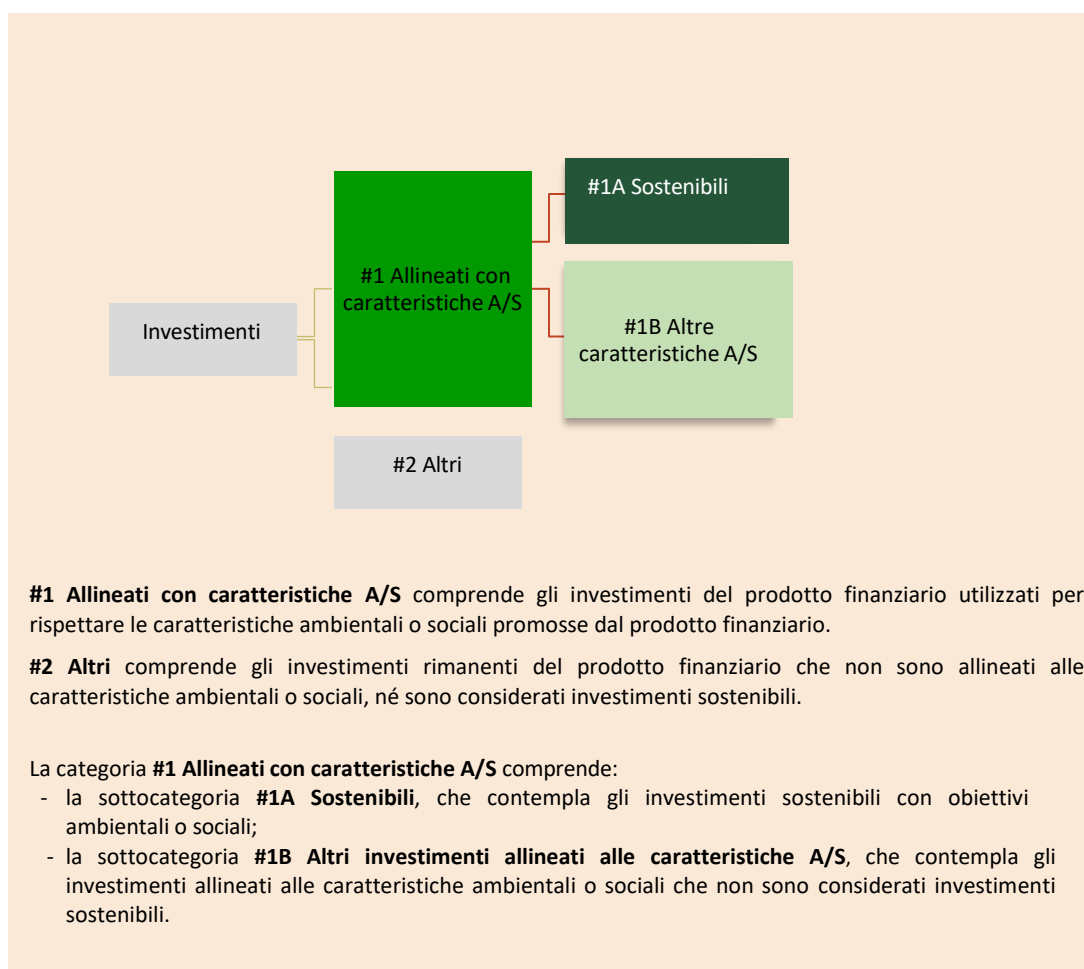 #1A Sostenibili
#1 Allineati con
caratteristiche A/S
Investimenti
#1B Altre
caratteristiche A/S
#2 Altri
#1 Allineati con caratteristiche A/S comprende gli investimenti del prodotto finanziario utilizzati per
rispettare le caratteristiche ambientali o sociali promosse dal prodotto finanziario.
#2 Altri comprende gli investimenti rimanenti del prodotto finanziario che non sono allineati alle
caratteristiche ambientali o sociali, né sono considerati investimenti sostenibili.
La categoria #1 Allineati con caratteristiche A/S comprende:
- la sottocategoria #1A Sostenibili, che contempla gli investimenti sostenibili con obiettivi
ambientali o sociali;
- la sottocategoria #1B Altri investimenti allineati alle caratteristiche A/S, che contempla gli
investimenti allineati alle caratteristiche ambientali o sociali che non sono considerati investimenti
sostenibili.